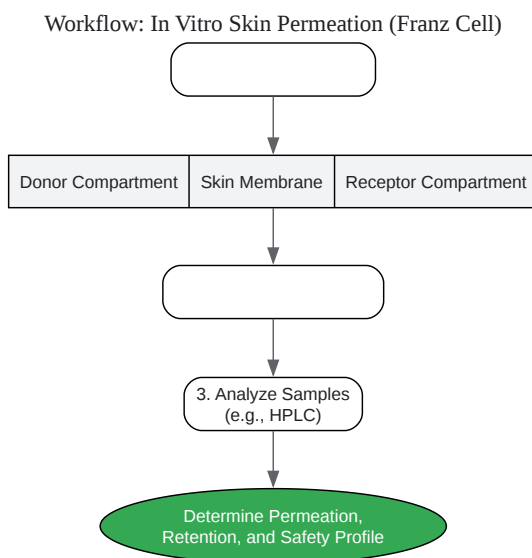 Workflow: In Vitro Skin Permeation (Franz Cell)
Donor Compartment
Skin Membrane
Receptor Compartment
3. Analyze Samples
(e.g., HPLC)
Determine Permeation,
Retention, and Safety Profile